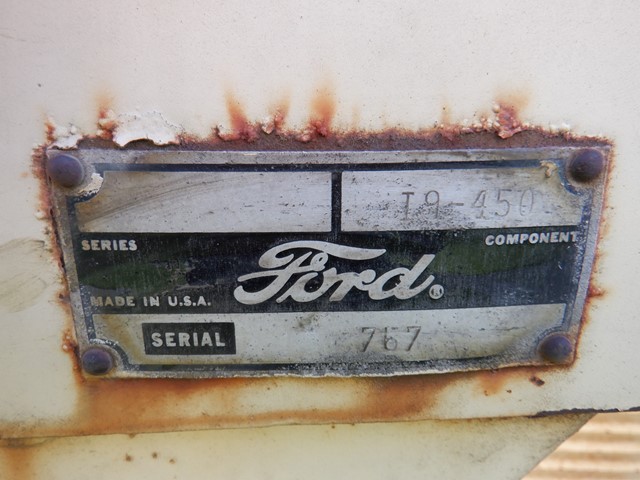 T9-450
SERIES
COMPONENT
Ford®
MADE IN U.S.A.
SERIAL 767